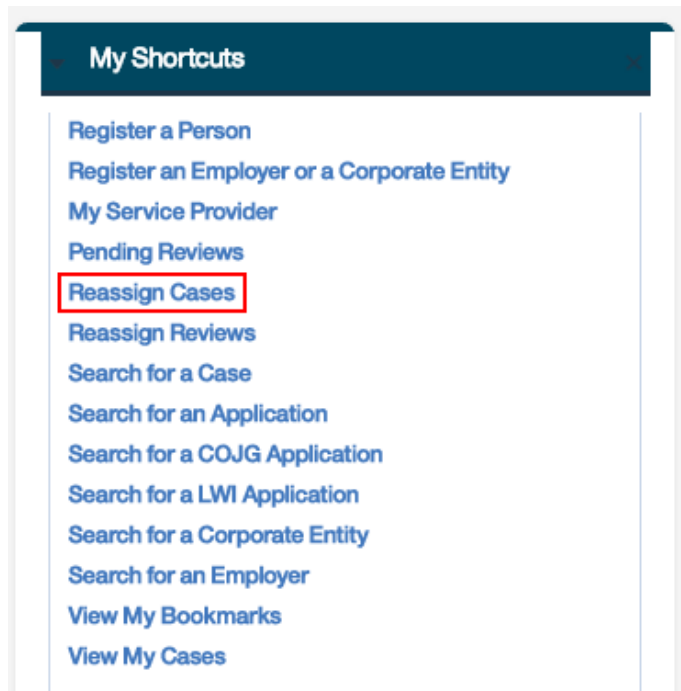 My Shortcuts
Register a Person
Register an Employer or a Corporate Entity
My Service Provider
Pending Reviews
Reassign Cases
Reassign Reviews
Search for a Case
Search for an Application
Search for a COJG Application
Search for a LWI Application
Search for a Corporate Entity
Search for an Employer
View My Bookmarks
View My Cases